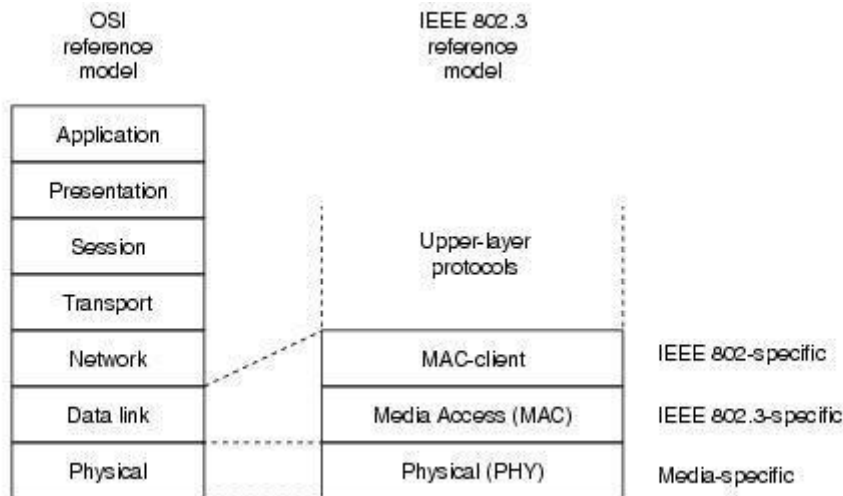 OSI
reference
model
IEEE 802.3
reference
model
Application
Presentation
Session
Transport
Network
Data link
Physical
Upper-layer
protocols
MAC-client
Media Access (MAC)
Physical (PHY)
IEEE 802-specific
IEEE 802.3-specific
Media-specific